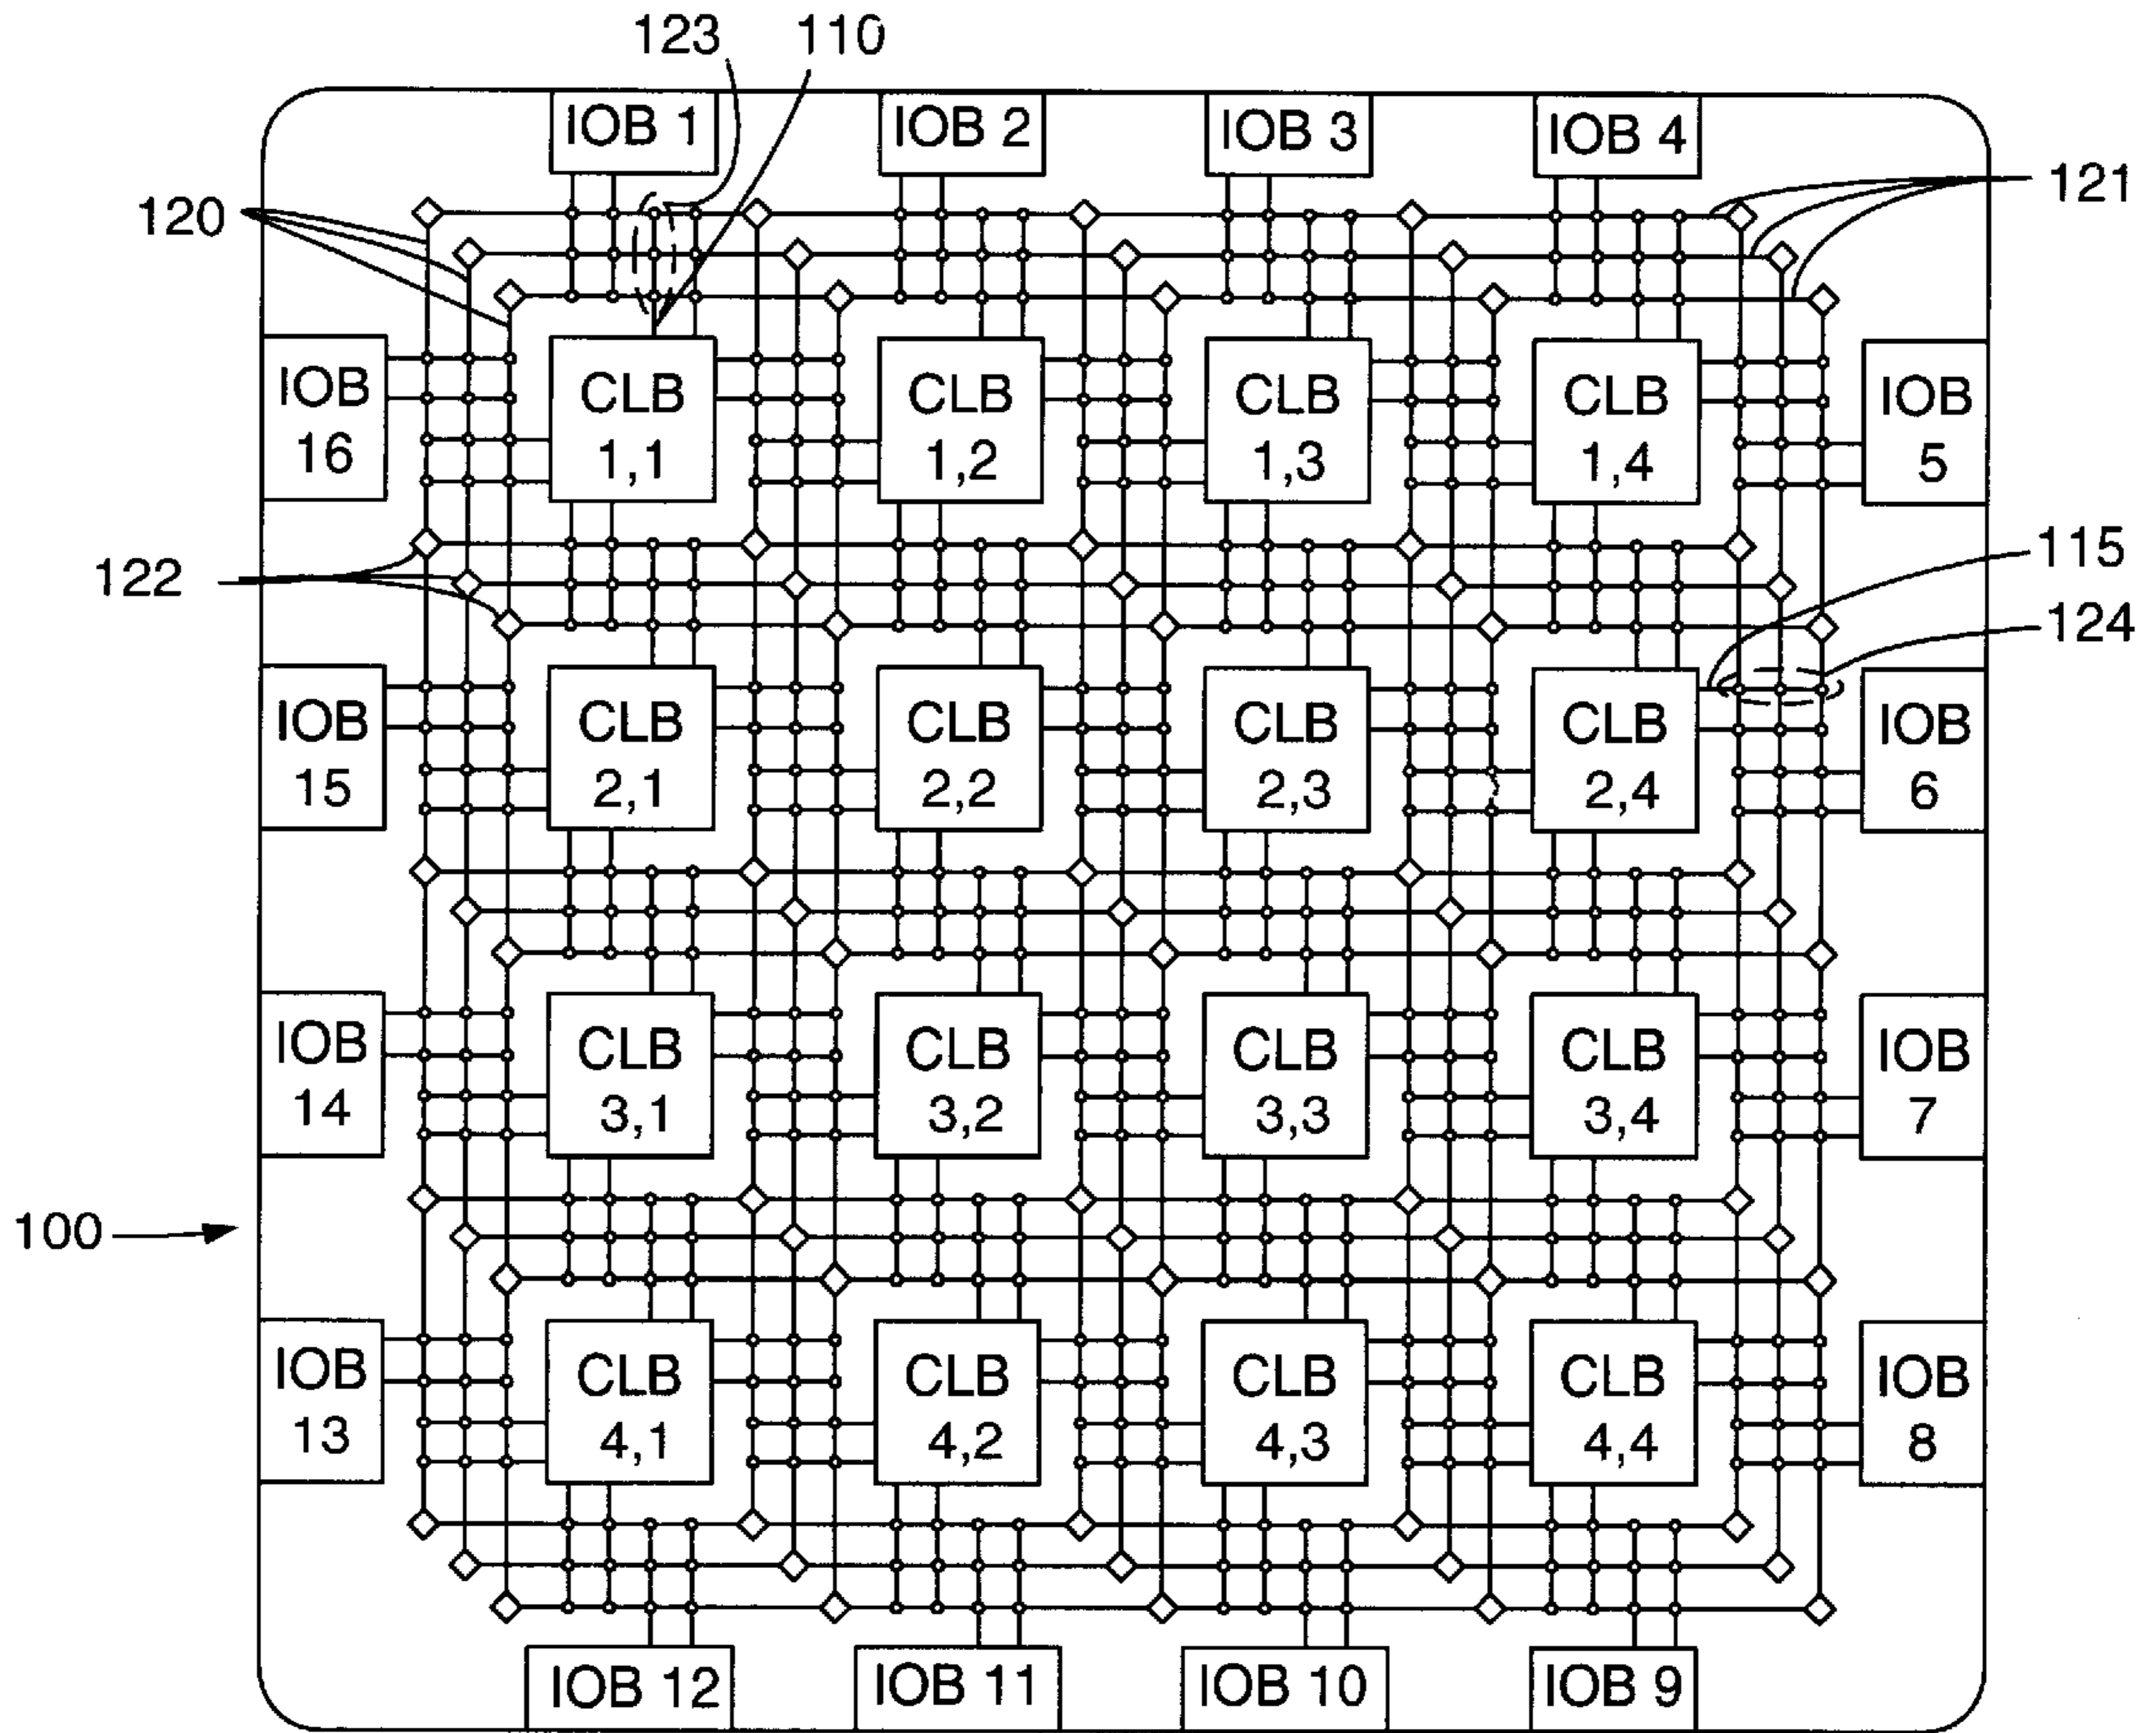 123 110
IOB 1 IOB 2 IOB 3 IOB 4
120
121
IOB
16
CLB
1,1
CLB
1,2
CLB
1,3
CLB
1,4
IOB
5
122
115
124
IOB
15
CLB
2,1
CLB
2,2
CLB
2,3
CLB
2,4
IOB
6
IOB
14
CLB
3,1
CLB
3,2
CLB
3,3
CLB
3,4
IOB
7
100
IOB
13
CLB
4,1
CLB
4,2
CLB
4,3
CLB
4,4
IOB
8
IOB 12 IOB 11 IOB 10 IOB 9